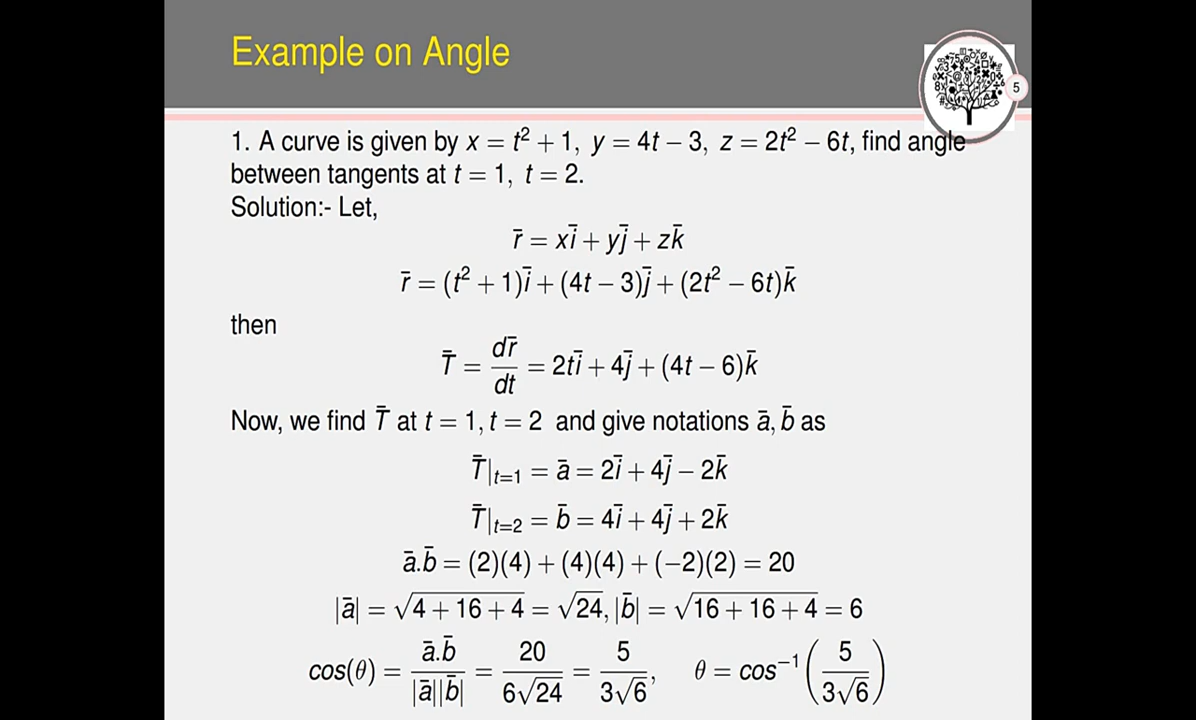 Example on Angle
5
1. A curve is given by x = t² + 1, y = 4t − 3, z = 2t² − 6t, find angle
between tangents at t = 1, t = 2.
Solution:- Let,
r̄ = xī + yj̄ + zk̄
r̄ = (t² + 1)ī + (4t − 3)j̄ + (2t² − 6t)k̄
then
T̄ = dr̄/dt = 2tī + 4j̄ + (4t − 6)k̄
Now, we find T̄ at t = 1, t = 2 and give notations ā, b̄ as
T̄|t=1 = ā = 2ī + 4j̄ − 2k̄
T̄|t=2 = b̄ = 4ī + 4j̄ + 2k̄
ā.b̄ = (2)(4) + (4)(4) + (−2)(2) = 20
|ā| = √(4 + 16 + 4) = √24, |b̄| = √(16 + 16 + 4) = 6
cos(θ) = ā.b̄/|ā||b̄| = 20/6√24 = 5/3√6, θ = cos⁻¹(5/3√6)